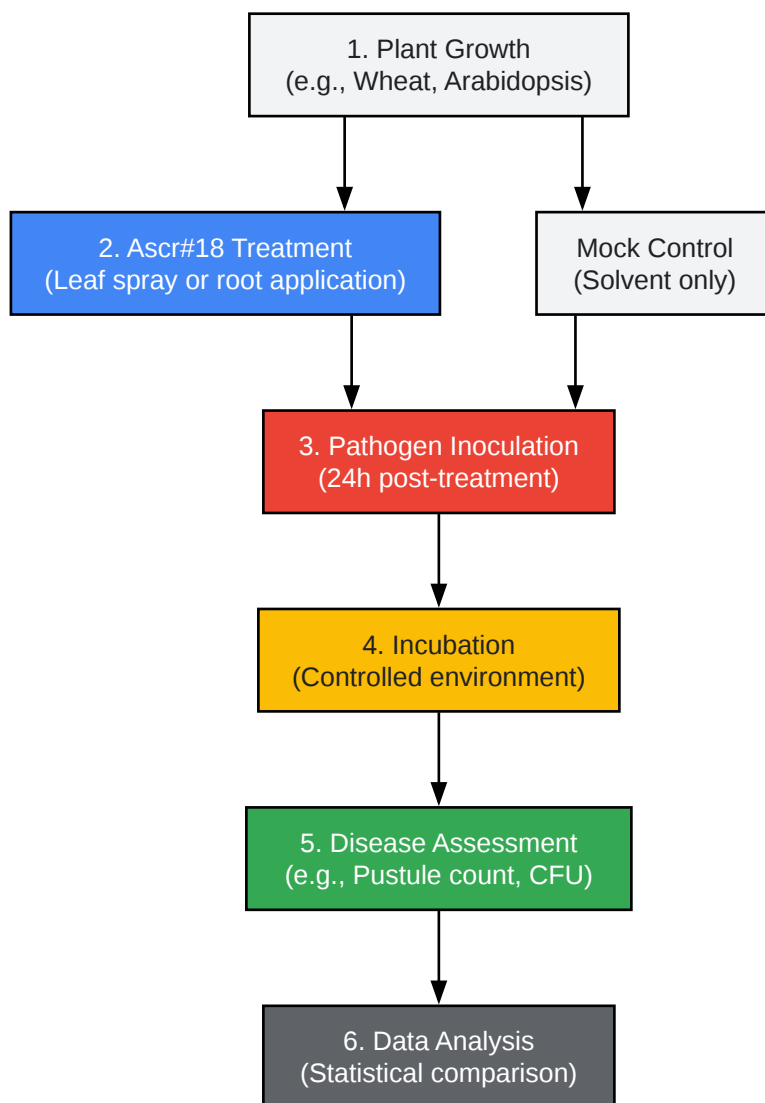 1. Plant Growth
(e.g., Wheat, Arabidopsis)
2. Ascr#18 Treatment
(Leaf spray or root application)
Mock Control
(Solvent only)
3. Pathogen Inoculation
(24h post-treatment)
4. Incubation
(Controlled environment)
5. Disease Assessment
(e.g., Pustule count, CFU)
6. Data Analysis
(Statistical comparison)